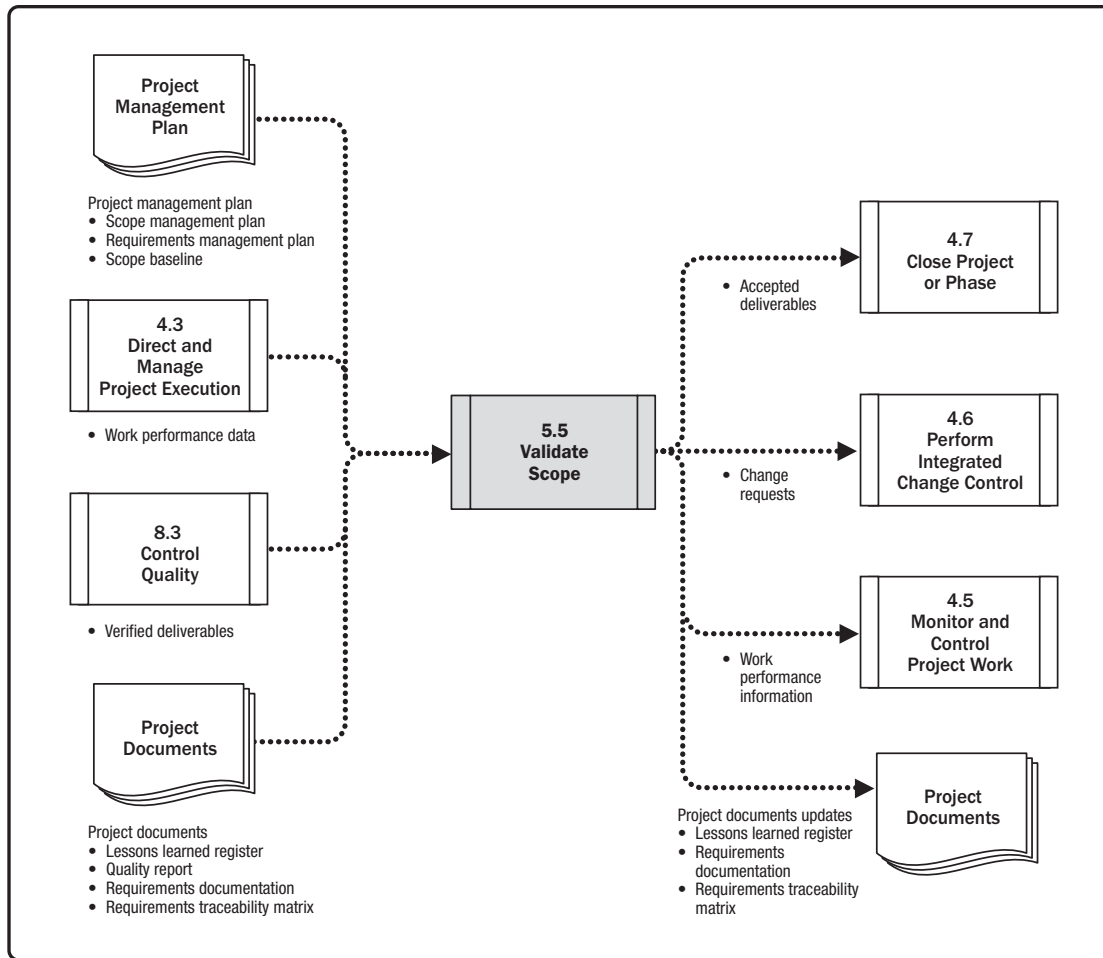 Project
Management
Plan
Project management plan
• Scope management plan
• Requirements management plan
• Scope baseline
4.3
Direct and
Manage
Project Execution
• Work performance data
8.3
Control
Quality
• Verified deliverables
Project
Documents
Project documents
• Lessons learned register
• Quality report
• Requirements documentation
• Requirements traceability matrix
5.5
Validate
Scope
4.7
Close Project
or Phase
• Accepted
deliverables
4.6
Perform
Integrated
Change Control
• Change
requests
4.5
Monitor and
Control
Project Work
• Work
performance
information
Project
Documents
Project documents updates
• Lessons learned register
• Requirements
documentation
• Requirements traceability
matrix